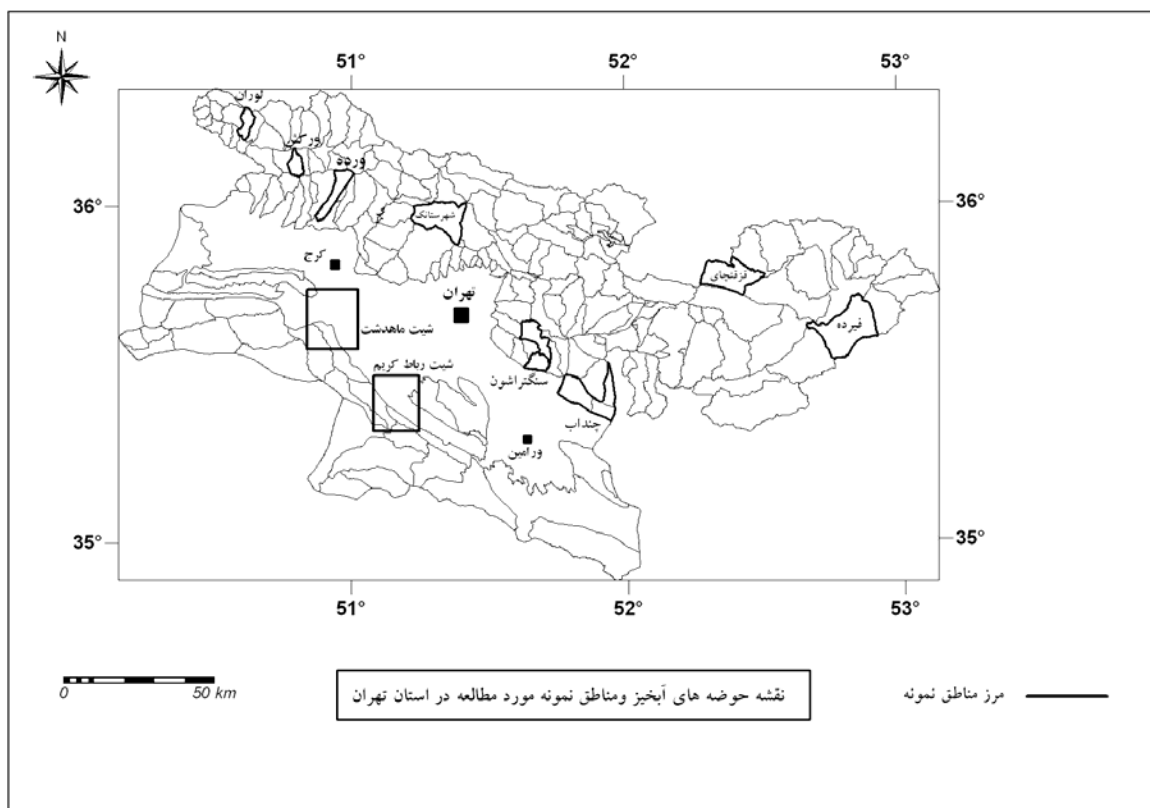 N
51°
52°
53°
لوران
ورکش
ورده
36°
36°
شهرستانک
کرج
قزقنچای
تهران
فیرده
شیت ماهدشت
شیت رباط کریم
سنگتراشون
چنداب
ورامین
35°
35°
51°
52°
53°
0
50 km
نقشه حوضه های آبخیز ومناطق نمونه مورد مطالعه در استان تهران
مرز مناطق نمونه